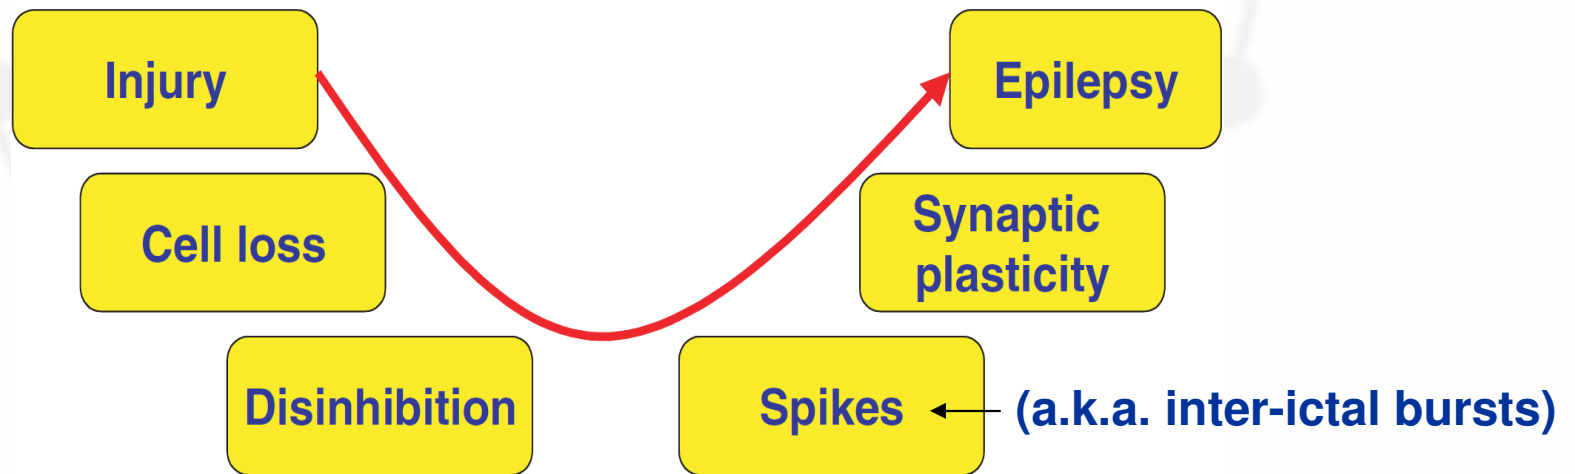 Injury
Epilepsy
Cell loss
Synaptic
plasticity
Disinhibition
Spikes
(a.k.a. inter-ictal bursts)